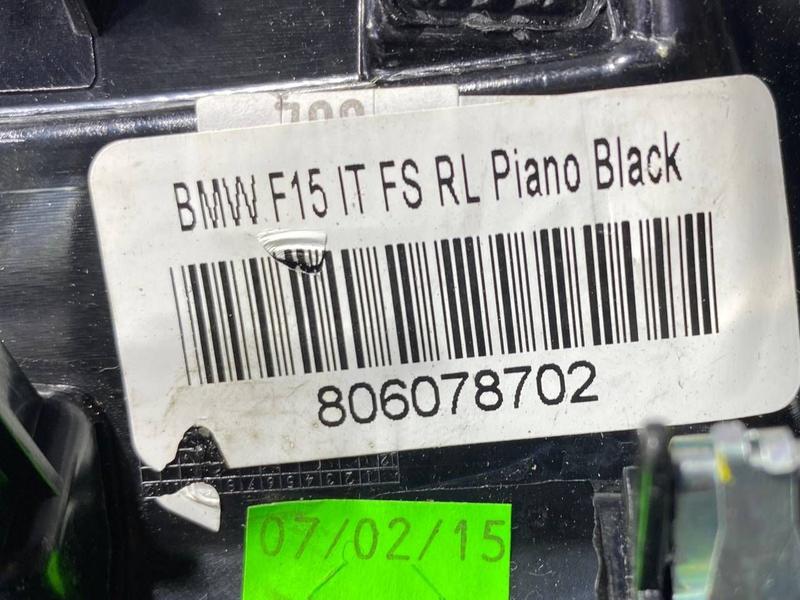 BMW F15 IT FS RL Piano Black
806078702
07/02/15